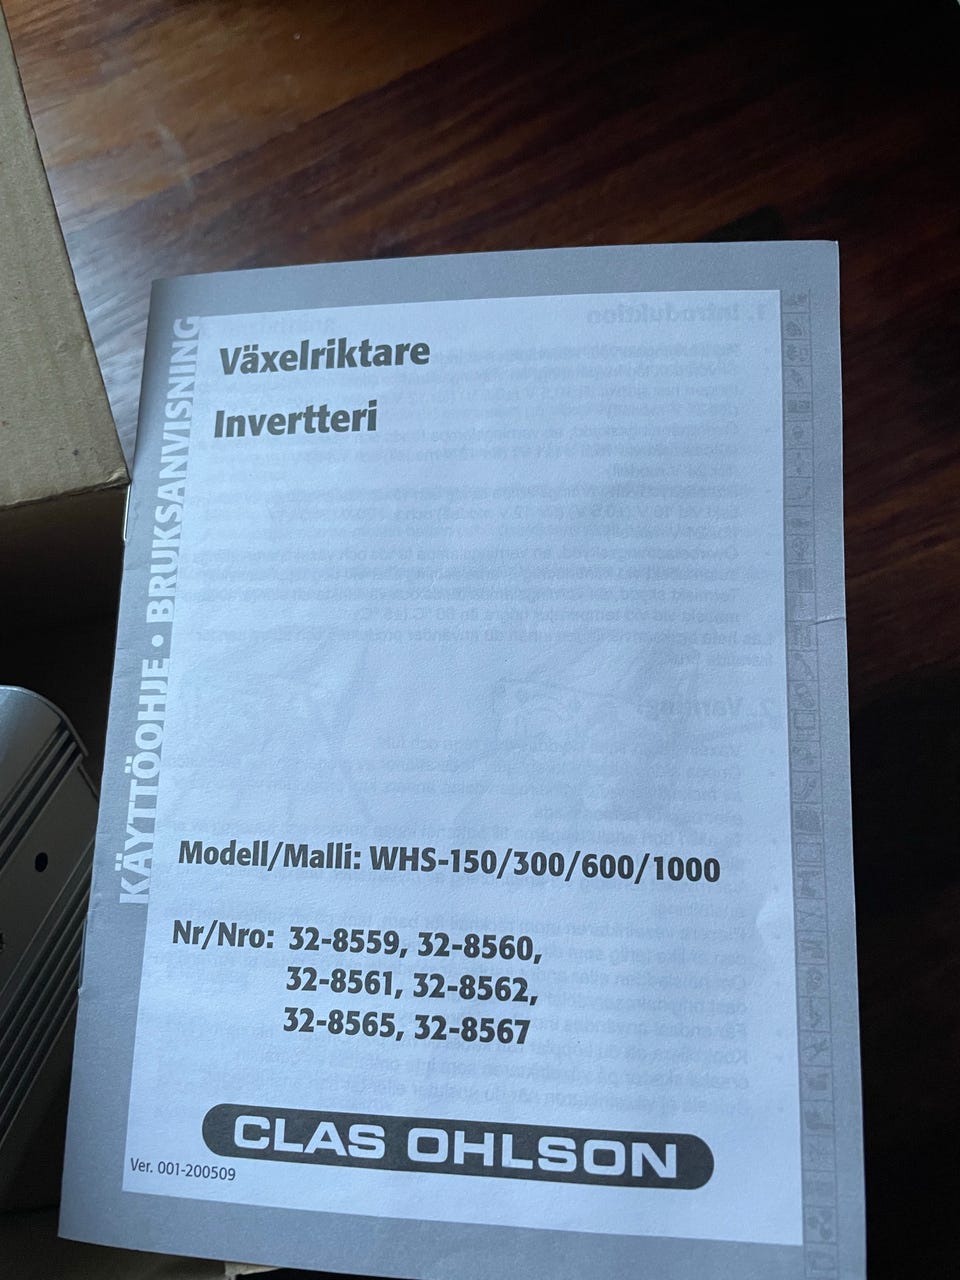 KÄYTTÖOHJE • BRUKSANVISNING
Växelriktare
Invertteri
Modell/Malli: WHS-150/300/600/1000
Nr/Nro: 32-8559, 32-8560,
32-8561, 32-8562,
32-8565, 32-8567
CLAS OHLSON
Ver. 001-200509